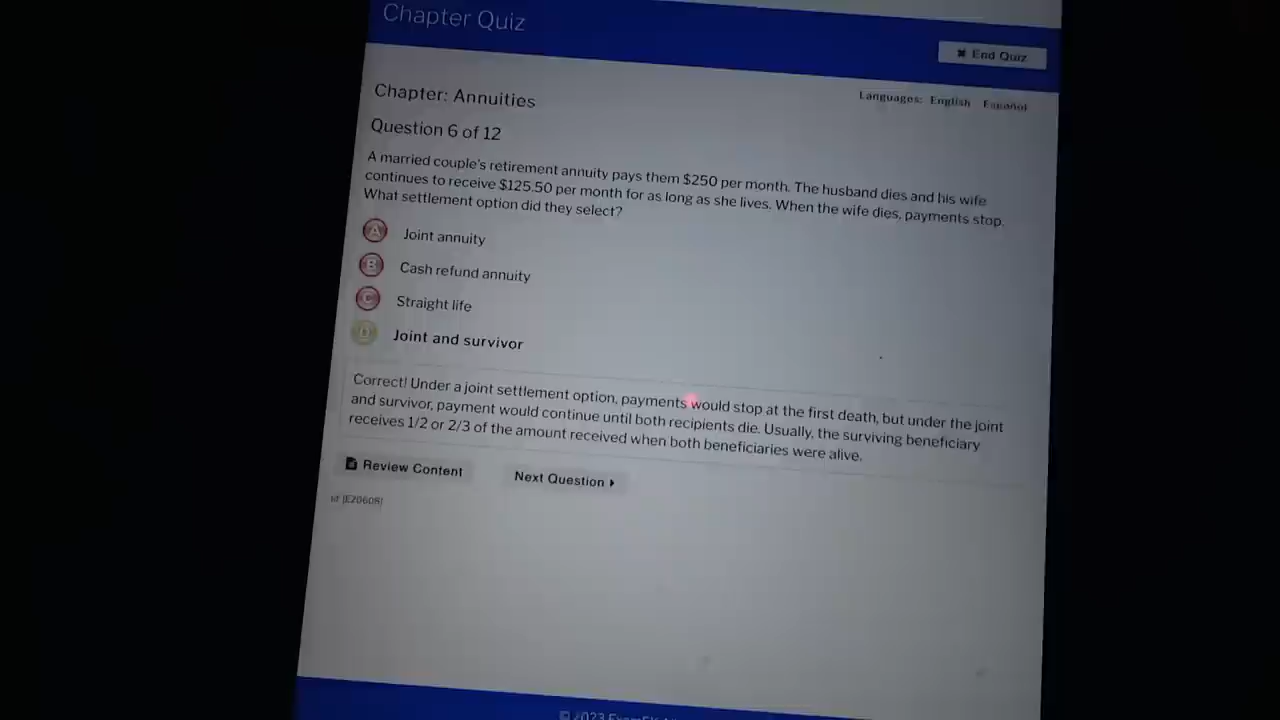 Chapter Quiz
✖ End Quiz
Languages: English Español
Chapter: Annuities
Question 6 of 12
A married couple's retirement annuity pays them $250 per month. The husband dies and his wife
continues to receive $125.50 per month for as long as she lives. When the wife dies, payments stop.
What settlement option did they select?
A Joint annuity
B Cash refund annuity
C Straight life
D Joint and survivor
Correct! Under a joint settlement option, payments would stop at the first death, but under the joint
and survivor, payment would continue until both recipients die. Usually, the surviving beneficiary
receives 1/2 or 2/3 of the amount received when both beneficiaries were alive.
Review Content
Next Question
© 2023